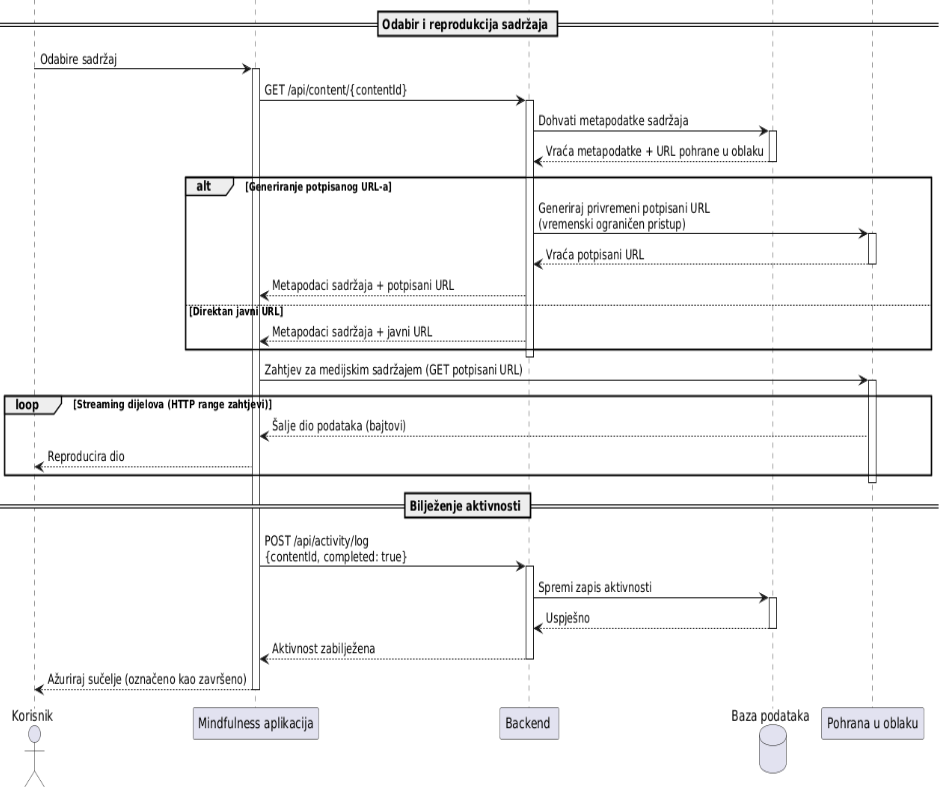 Odabir i reprodukcija sadržaja
Odabire sadržaj
GET /api/content/{contentId}
Dohvati metapodatke sadržaja
Vraća metapodatke + URL pohrane u oblaku
alt
[Generiranje potpisanog URL-a]
Generiraj privremeni potpisani URL
(vremenski ograničen pristup)
Vraća potpisani URL
Metapodaci sadržaja + potpisani URL
[Direktan javni URL]
Metapodaci sadržaja + javni URL
Zahtjev za medijskim sadržajem (GET potpisani URL)
loop
[Streaming dijelova (HTTP range zahtjevi)]
Šalje dio podataka (bajtovi)
Reproducira dio
Bilježenje aktivnosti
POST /api/activity/log
{contentId, completed: true}
Spremi zapis aktivnosti
Uspješno
Aktivnost zabilježena
Ažuriraj sučelje (označeno kao završeno)
Korisnik
Mindfulness aplikacija
Backend
Baza podataka
Pohrana u oblaku